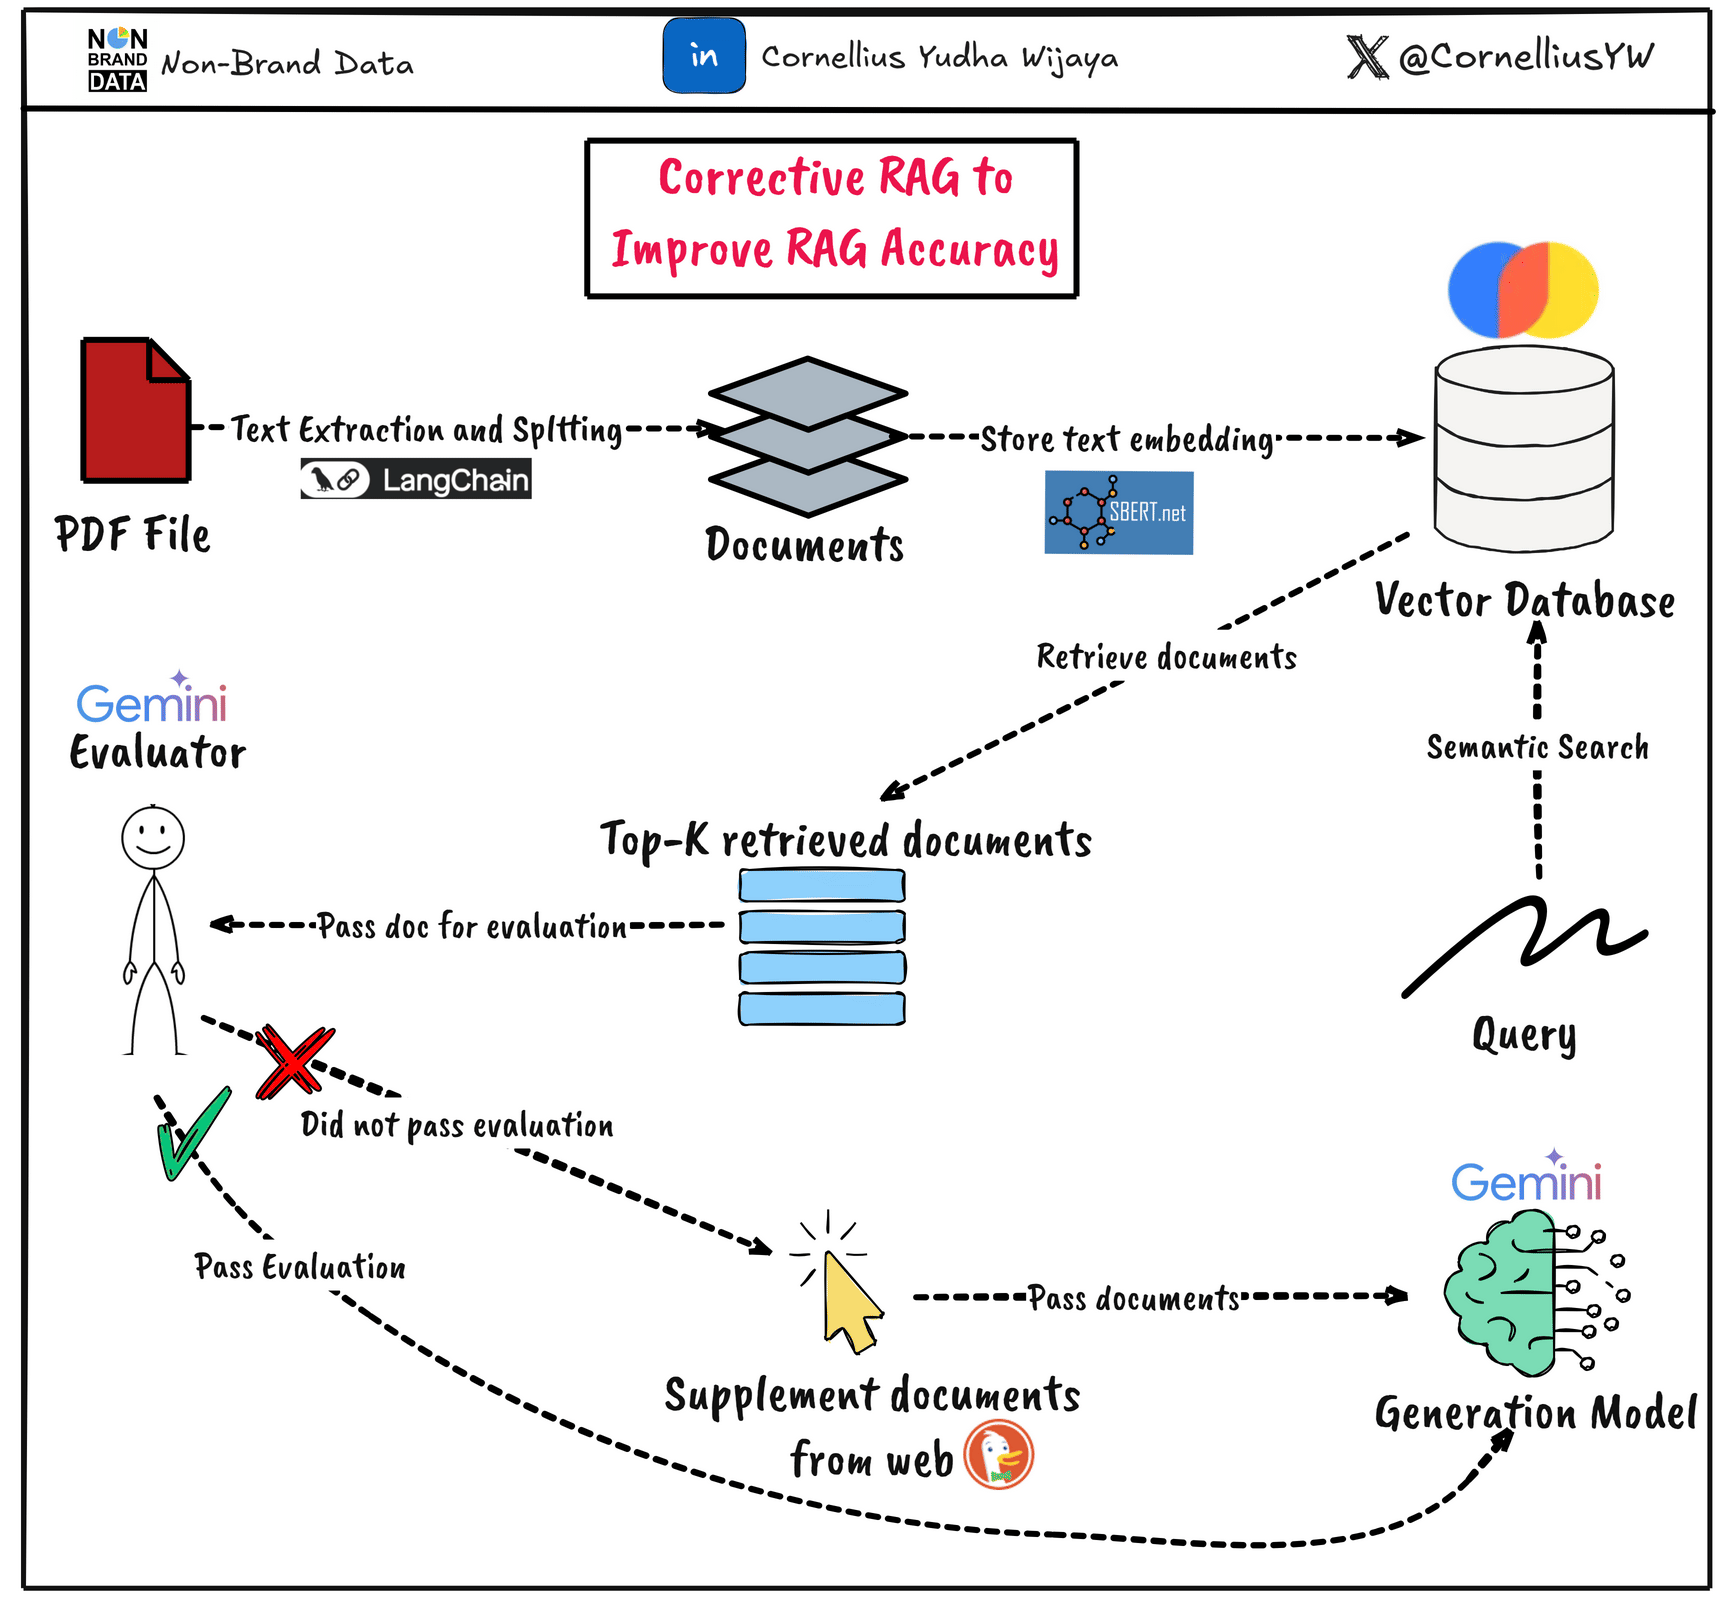 NON
BRAND
DATA
Non-Brand Data
in
Cornellius Yudha Wijaya
X @CornelliusYW
Corrective RAG to
Improve RAG Accuracy
Text Extraction and Spltting
LangChain
PDF File
Documents
Store text embedding
SBERT.net
Vector Database
Retrieve documents
Semantic Search
Gemini
Evaluator
Top-K retrieved documents
Pass doc for evaluation
Query
Did not pass evaluation
Pass Evaluation
Gemini
Pass documents
Supplement documents
from web
Generation Model